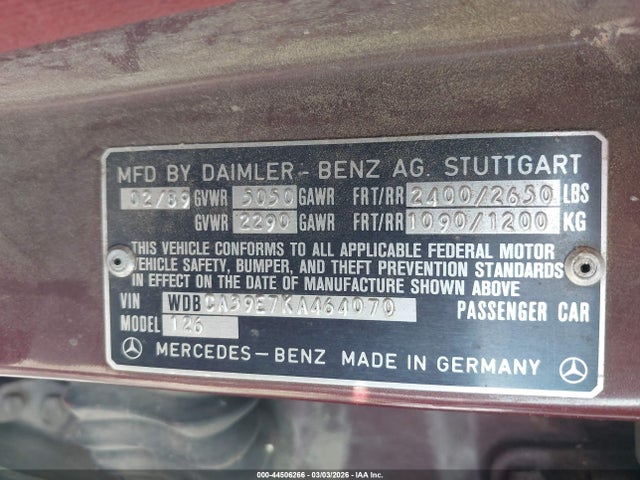 MFD BY DAIMLER-BENZ AG. STUTTGART
02/89 GVWR 5050 GAWR FRT/RR 2400/2650 LBS
GVWR 2290 GAWR FRT/RR 1090/1200 KG
THIS VEHICLE CONFORMS TO ALL APPLICABLE FEDERAL MOTOR
VEHICLE SAFETY, BUMPER, AND THEFT PREVENTION STANDARDS
IN EFFECT ON THE DATE OF MANUFACTURE SHOWN ABOVE
VIN WDBCA39E7KA464070 PASSENGER CAR
MODEL 126
MERCEDES-BENZ MADE IN GERMANY
000-44506266 - 03/03/2026 - IAA Corp.